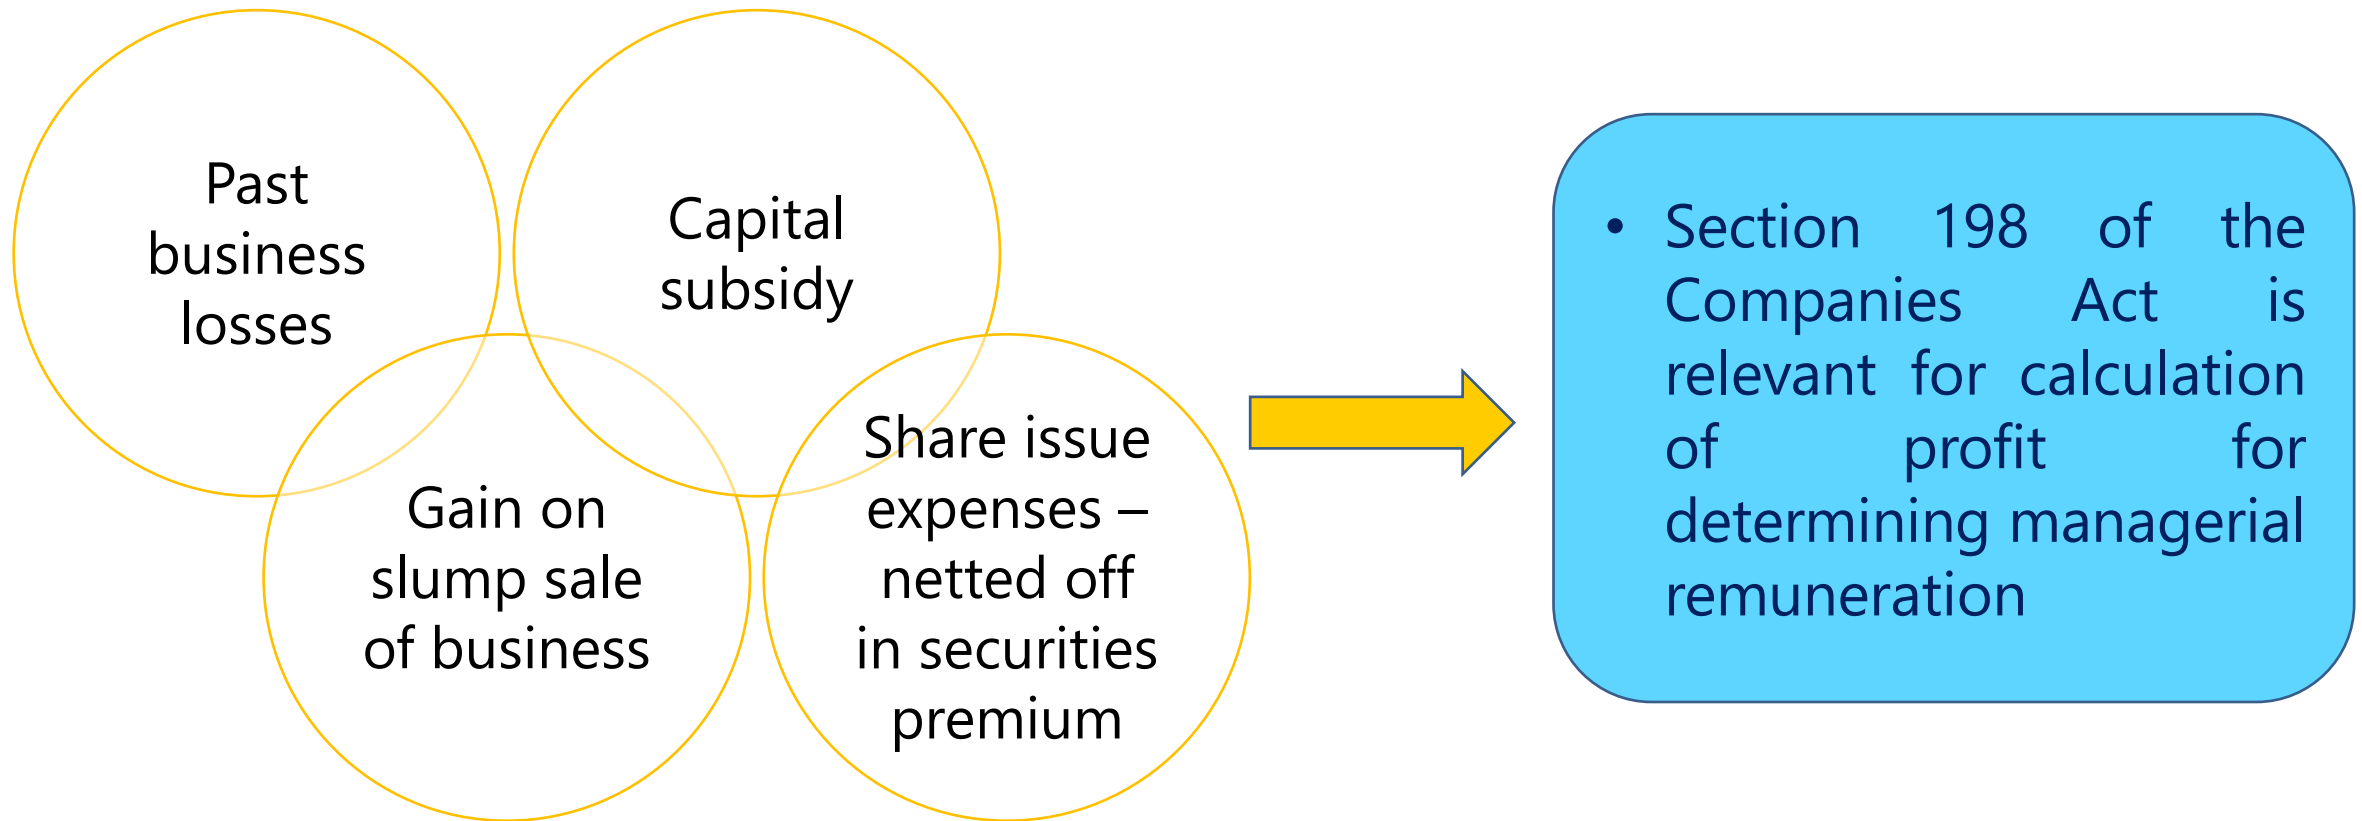 Past
business
losses
Capital
subsidy
Gain on
slump sale
of business
Share issue
expenses –
netted off
in securities
premium
• Section 198 of the
Companies Act is
relevant for calculation
of profit for
determining managerial
remuneration